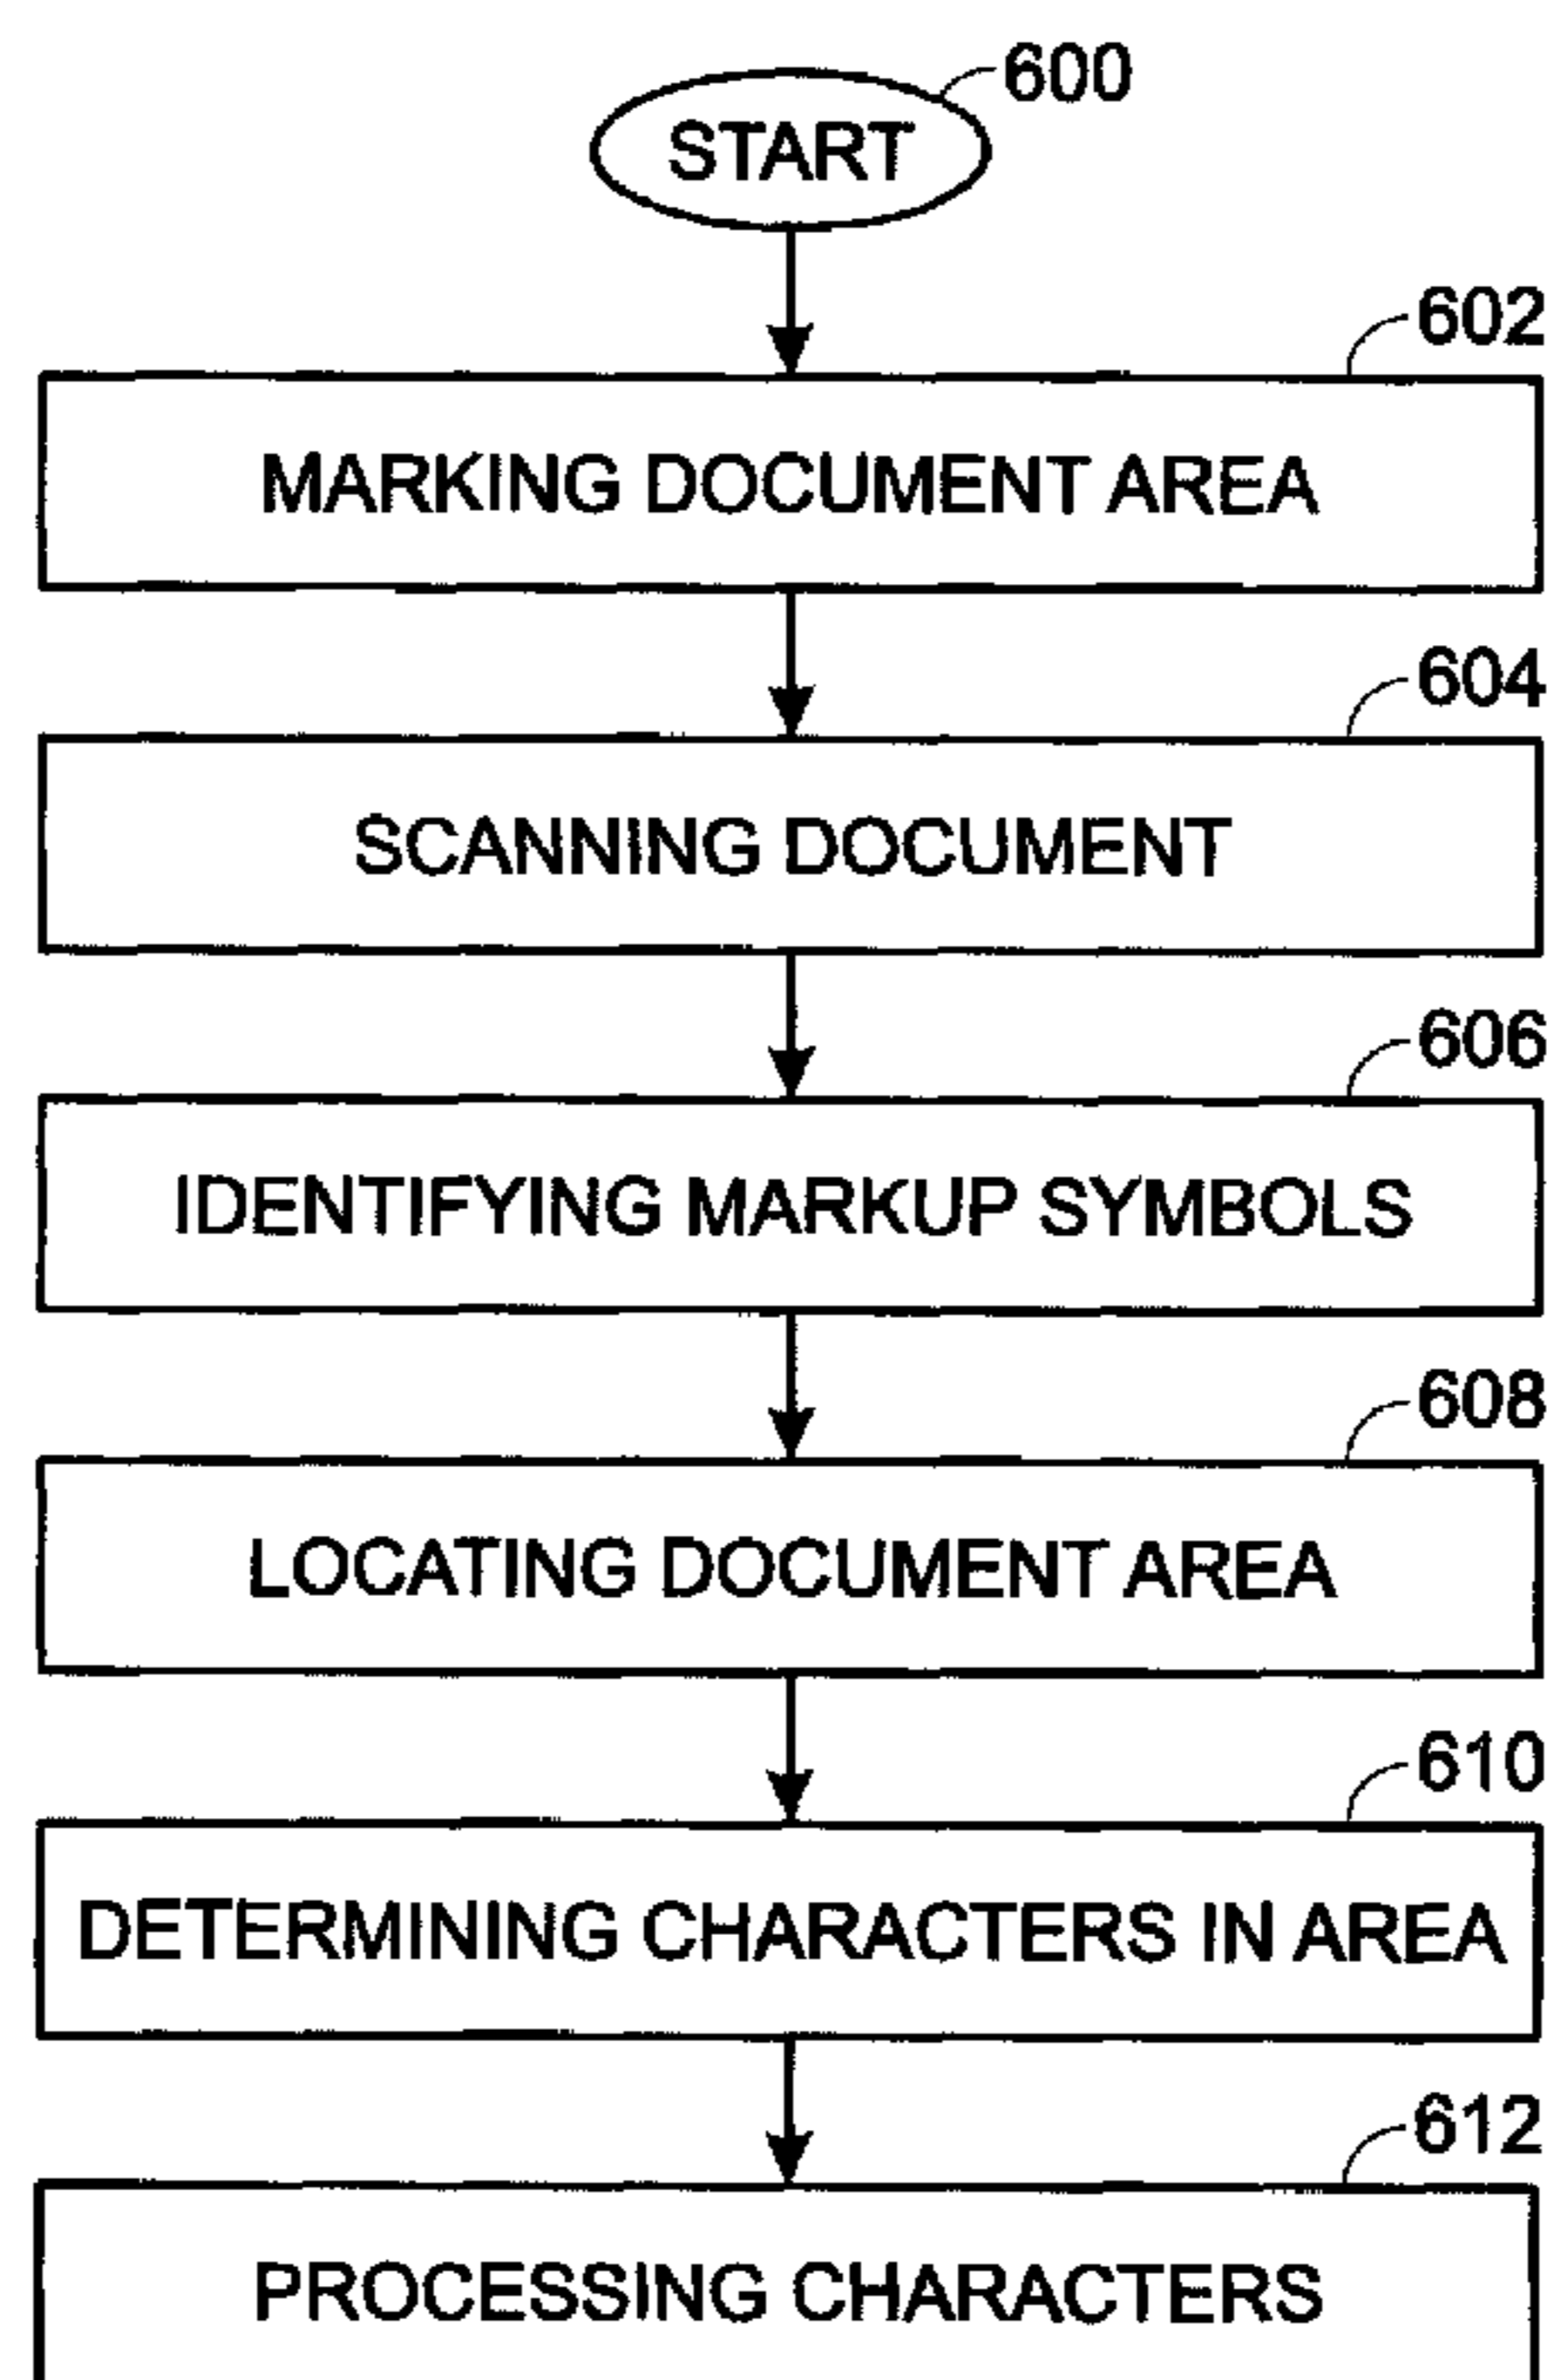 600
START
602
MARKING DOCUMENT AREA
604
SCANNING DOCUMENT
606
IDENTIFYING MARKUP SYMBOLS
608
LOCATING DOCUMENT AREA
610
DETERMINING CHARACTERS IN AREA
612
PROCESSING CHARACTERS